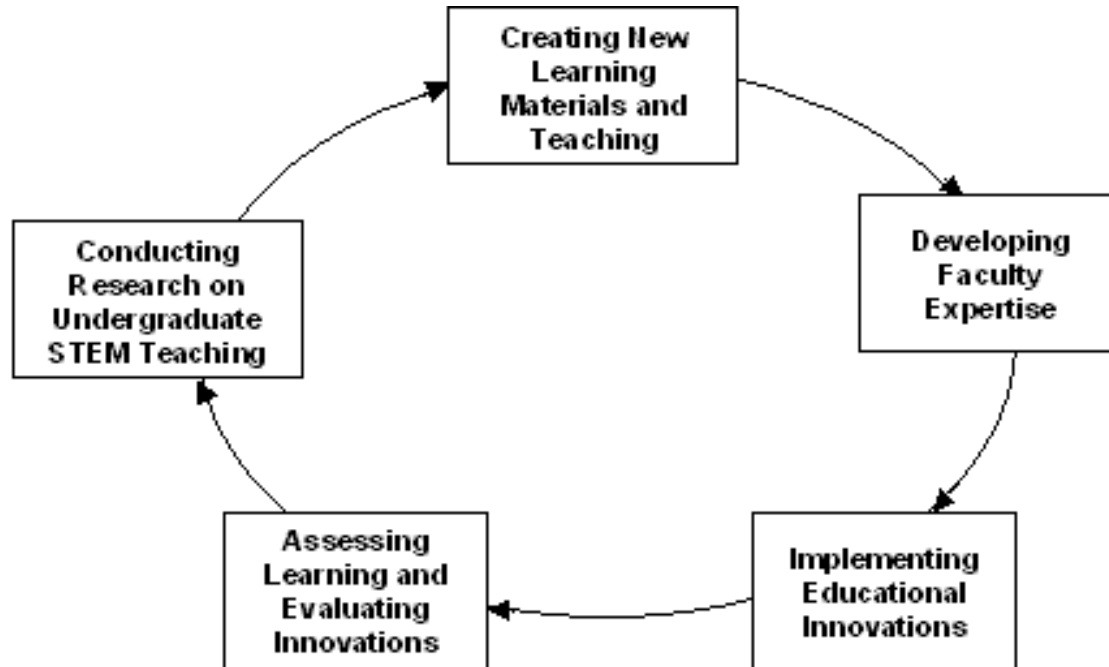 Creating New
Learning
Materials and
Teaching
Developing
Faculty
Expertise
Implementing
Educational
Innovations
Assessing
Learning and
Evaluating
Innovations
Conducting
Research on
Undergraduate
STEM Teaching